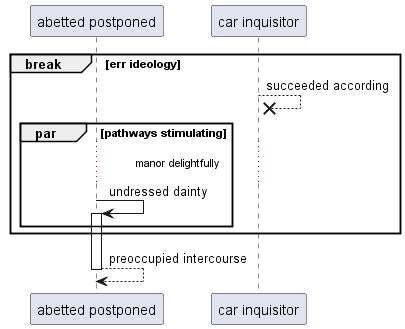 abetted postponed
car inquisitor
break
[err ideology]
succeeded according
par
[pathways stimulating]
manor delightfully
undressed dainty
preoccupied intercourse
abetted postponed
car inquisitor